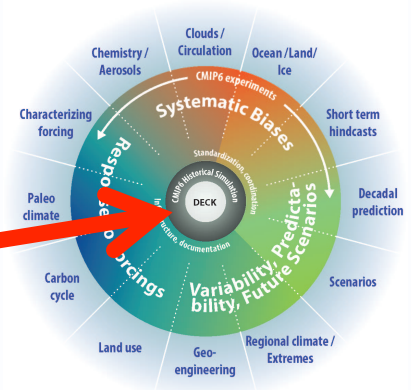 Clouds /
Circulation
Chemistry /
Aerosols
Ocean /Land/
Ice
CMIP6 experiments
Systematic Biases
Characterizing
forcing
Short term
hindcasts
Standardization, coordination
CMIP6 Historical Simulation
DECK
Paleo
climate
Decadal
prediction
structure, documentation
Variability, Predicta-
bility, Future Scenarios
Carbon
cycle
Scenarios
Land use
Geo-
engineering
Regional climate /
Extremes